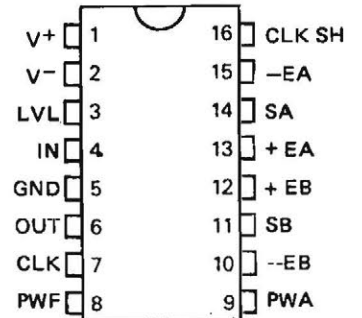 V+ 1 16 CLK SH
V− 2 15 −EA
LVL 3 14 SA
IN 4 13 + EA
GND 5 12 + EB
OUT 6 11 SB
CLK 7 10 --EB
PWF 8 9 PWA